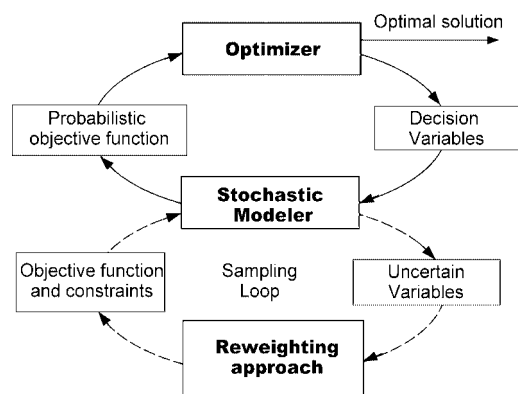 Optimal solution
Optimizer
Probabilistic
objective function
Decision
Variables
Stochastic
Modeler
Objective function
and constraints
Sampling
Loop
Uncertain
Variables
Reweighting
approach